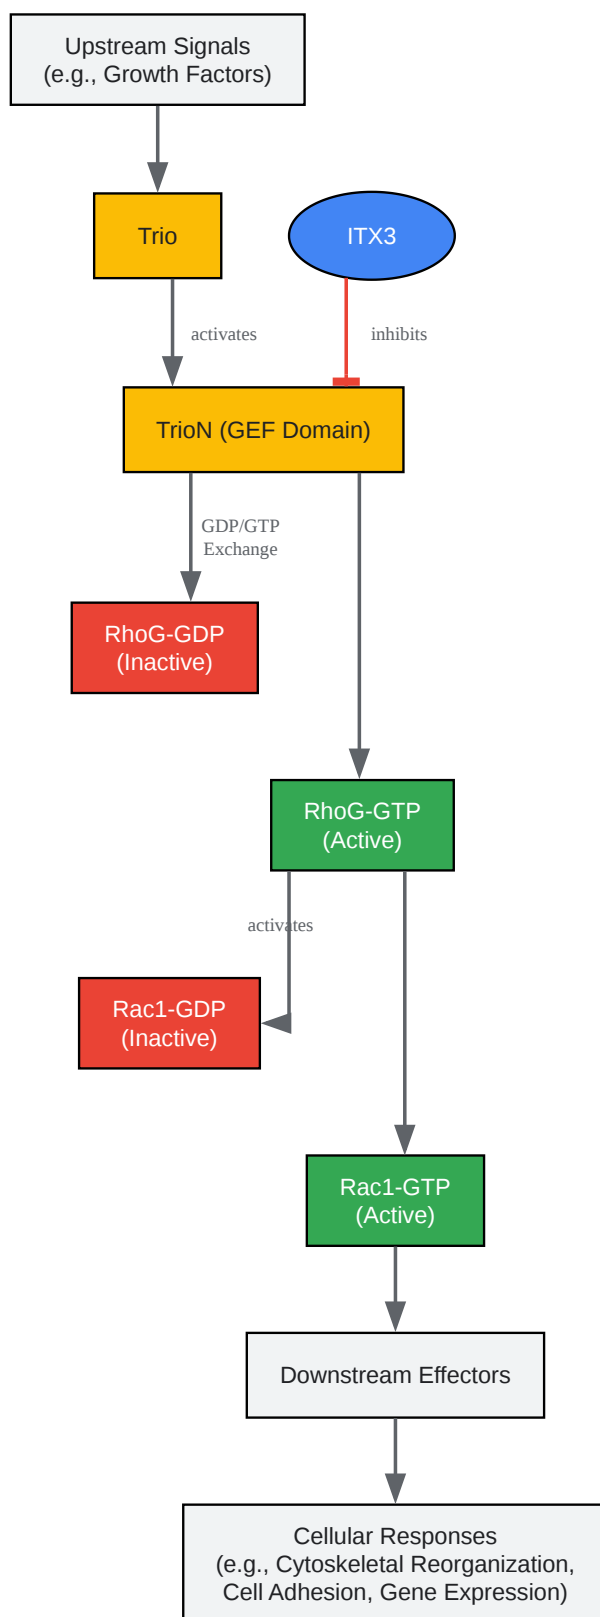 Upstream Signals
(e.g., Growth Factors)
Trio
ITX3
activates
inhibits
TrioN (GEF Domain)
GDP/GTP
Exchange
RhoG-GDP
(Inactive)
RhoG-GTP
(Active)
activates
Rac1-GDP
(Inactive)
Rac1-GTP
(Active)
Downstream Effectors
Cellular Responses
(e.g., Cytoskeletal Reorganization,
Cell Adhesion, Gene Expression)